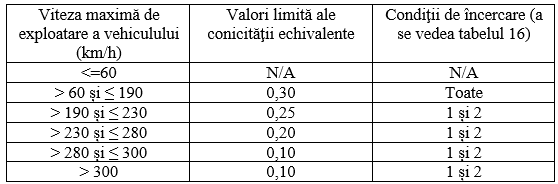 Viteza maximă de exploatare a vehiculului (km/h) | Valori limită ale conicităţii echivalente | Condiţii de încercare (a se vedea tabelul 16)
<=60 | N/A | N/A
> 60 și ≤ 190 | 0,30 | Toate
> 190 și ≤ 230 | 0,25 | 1 și 2
> 230 și ≤ 280 | 0,20 | 1 și 2
> 280 și ≤ 300 | 0,10 | 1 și 2
> 300 | 0,10 | 1 și 2